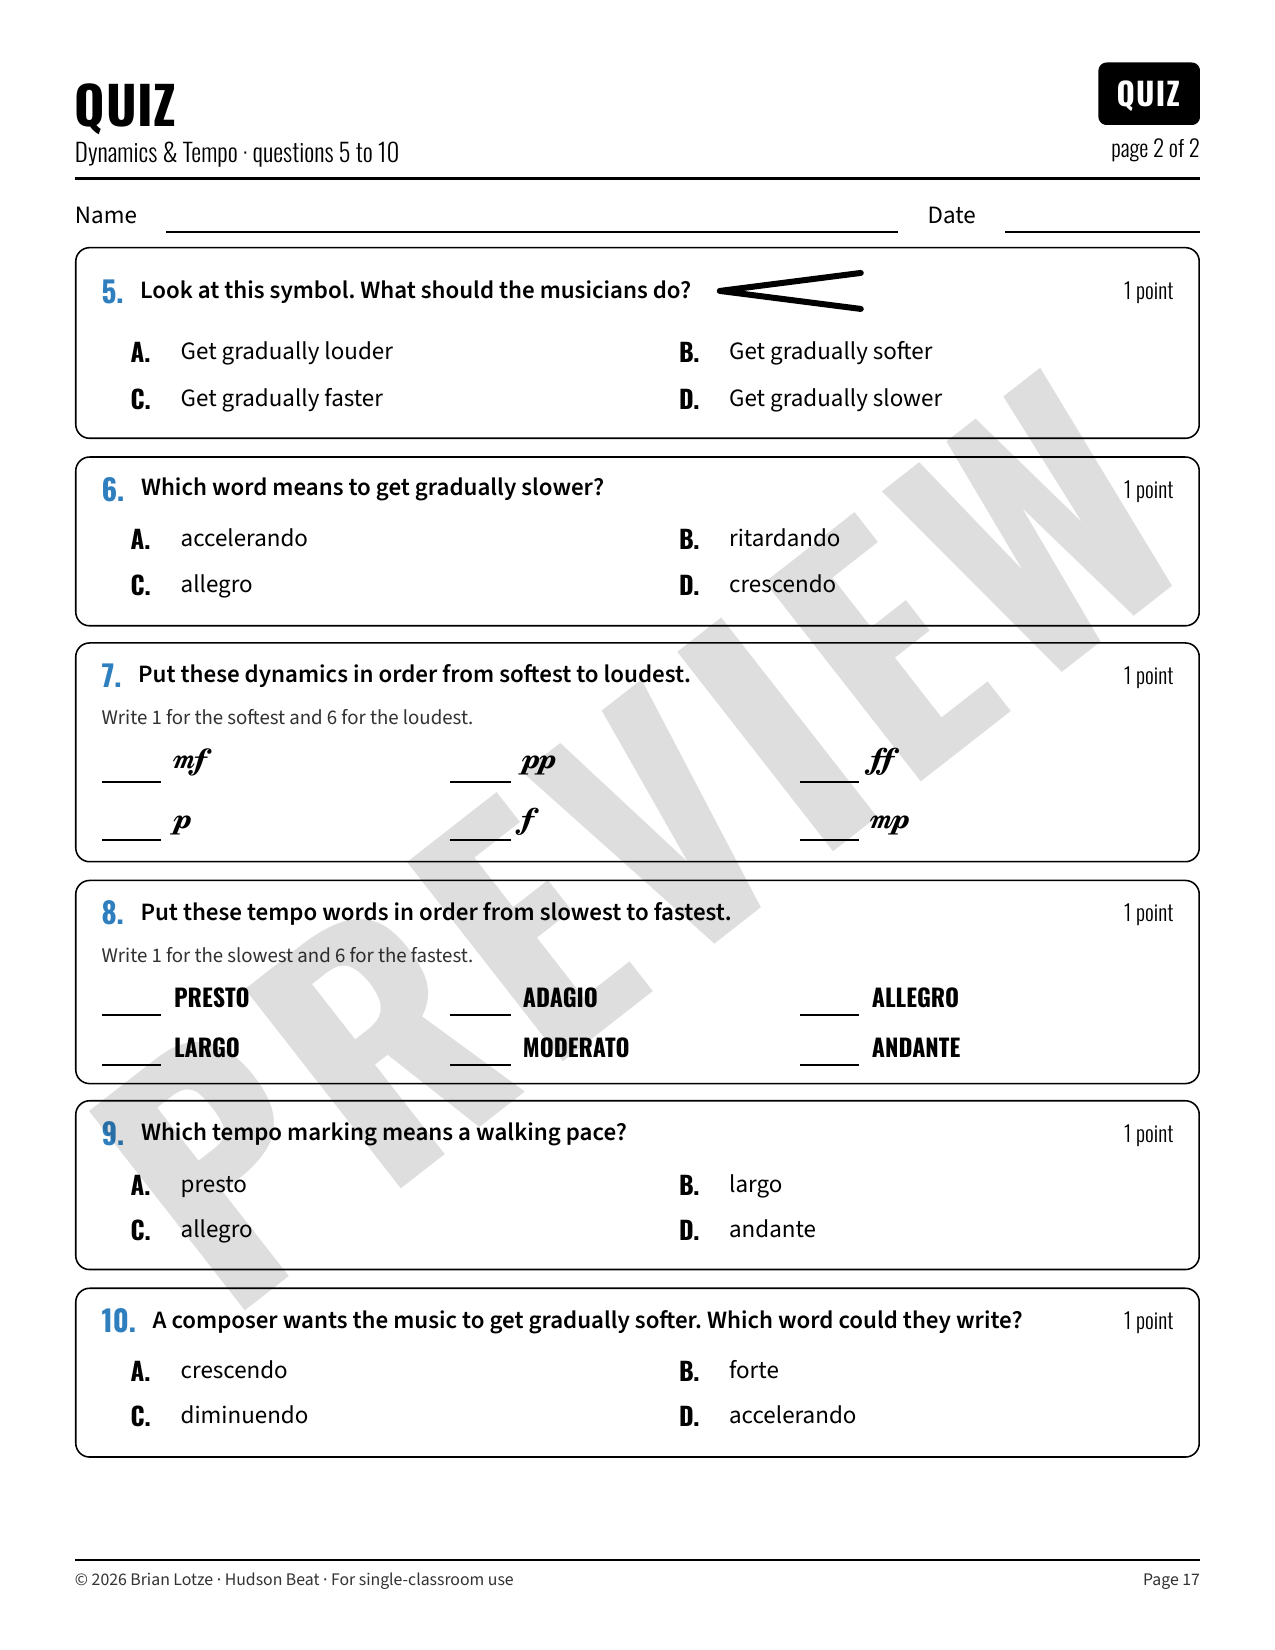 QUIZ
QUIZ
Dynamics & Tempo · questions 5 to 10
page 2 of 2
Name
Date
5. Look at this symbol. What should the musicians do?
1 point
A. Get gradually louder
B. Get gradually softer
C. Get gradually faster
D. Get gradually slower
6. Which word means to get gradually slower?
1 point
A. accelerando
B. ritardando
C. allegro
D. crescendo
7. Put these dynamics in order from softest to loudest.
1 point
Write 1 for the softest and 6 for the loudest.
mf
pp
ff
p
f
mp
8. Put these tempo words in order from slowest to fastest.
1 point
Write 1 for the slowest and 6 for the fastest.
PRESTO
ADAGIO
ALLEGRO
LARGO
MODERATO
ANDANTE
9. Which tempo marking means a walking pace?
1 point
A. presto
B. largo
C. allegro
D. andante
10. A composer wants the music to get gradually softer. Which word could they write?
1 point
A. crescendo
B. forte
C. diminuendo
D. accelerando
PREVIEW
© 2026 Brian Lotze · Hudson Beat · For single-classroom use
Page 17